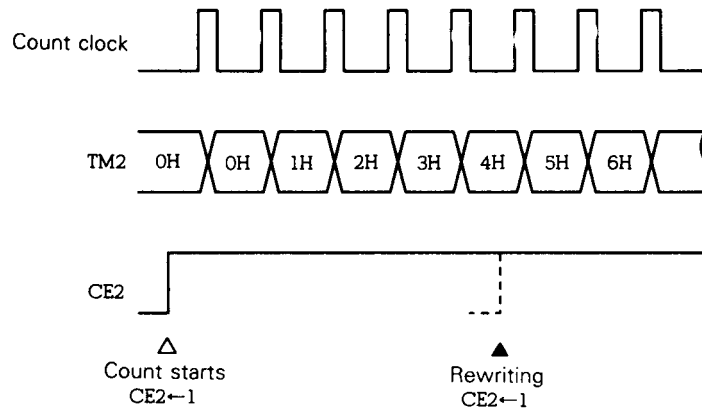 Count clock
TM2 0H 0H 1H 2H 3H 4H 5H 6H
CE2
Count starts
CE2←1
Rewriting
CE2←1